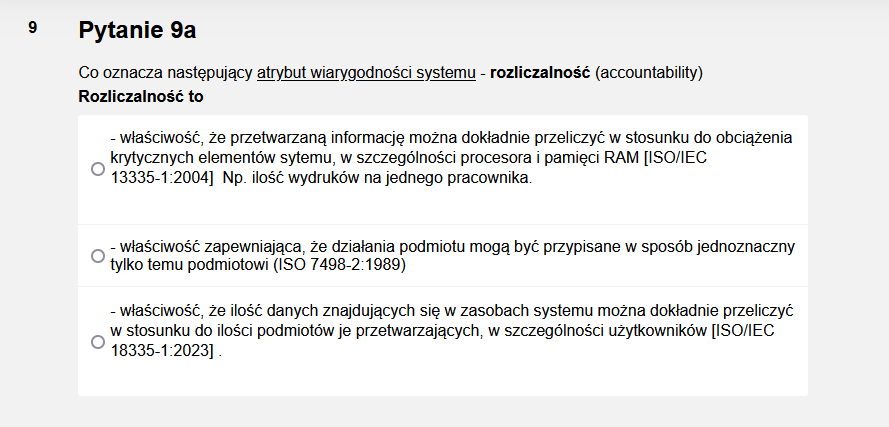 9 Pytanie 9a
Co oznacza następujący atrybut wiarygodności systemu - rozliczalność (accountability)
Rozliczalność to
- właściwość, że przetwarzaną informację można dokładnie przeliczyć w stosunku do obciążenia
krytycznych elementów sytemu, w szczególności procesora i pamięci RAM [ISO/IEC
13335-1:2004] Np. ilość wydruków na jednego pracownika.
- właściwość zapewniająca, że działania podmiotu mogą być przypisane w sposób jednoznaczny
tylko temu podmiotowi (ISO 7498-2:1989)
- właściwość, że ilość danych znajdujących się w zasobach systemu można dokładnie przeliczyć
w stosunku do ilości podmiotów je przetwarzających, w szczególności użytkowników [ISO/IEC
18335-1:2023] .